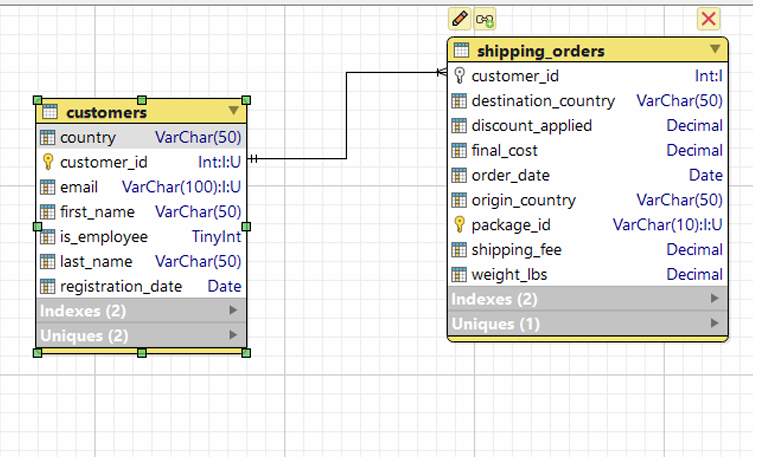 customers
country VarChar(50)
customer_id Int:I:U
email VarChar(100):I:U
first_name VarChar(50)
is_employee TinyInt
last_name VarChar(50)
registration_date Date
Indexes (2)
Uniques (2)
shipping_orders
customer_id Int:I
destination_country VarChar(50)
discount_applied Decimal
final_cost Decimal
order_date Date
origin_country VarChar(50)
package_id VarChar(10):I:U
shipping_fee Decimal
weight_lbs Decimal
Indexes (2)
Uniques (1)